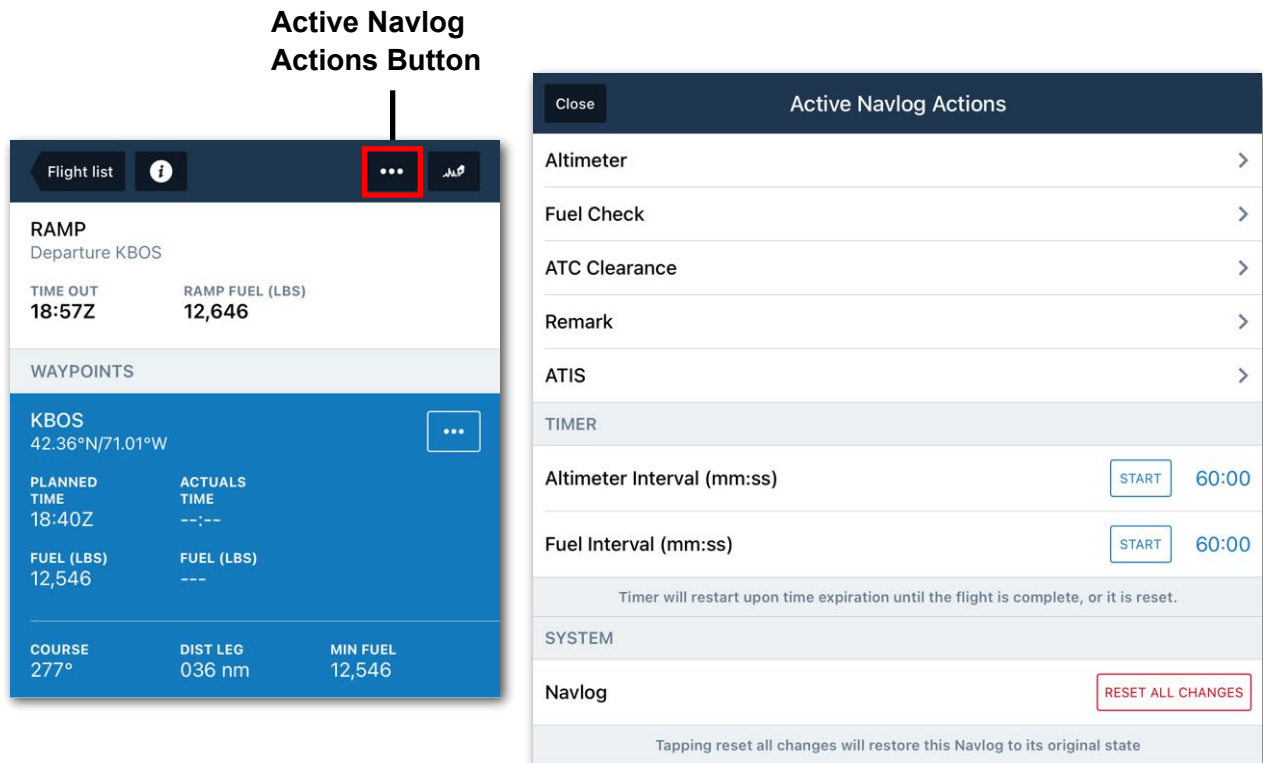 Active Navlog
Actions Button
Flight list
i
•••
RAMP
Departure KBOS
TIME OUT RAMP FUEL (LBS)
18:57Z 12,646
WAYPOINTS
KBOS
42.36°N/71.01°W
•••
PLANNED ACTUALS
TIME TIME
18:40Z --:--
FUEL (LBS) FUEL (LBS)
12,546 ---
COURSE DIST LEG MIN FUEL
277° 036 nm 12,546
Close Active Navlog Actions
Altimeter
Fuel Check
ATC Clearance
Remark
ATIS
TIMER
Altimeter Interval (mm:ss) START 60:00
Fuel Interval (mm:ss) START 60:00
Timer will restart upon time expiration until the flight is complete, or it is reset.
SYSTEM
Navlog RESET ALL CHANGES
Tapping reset all changes will restore this Navlog to its original state